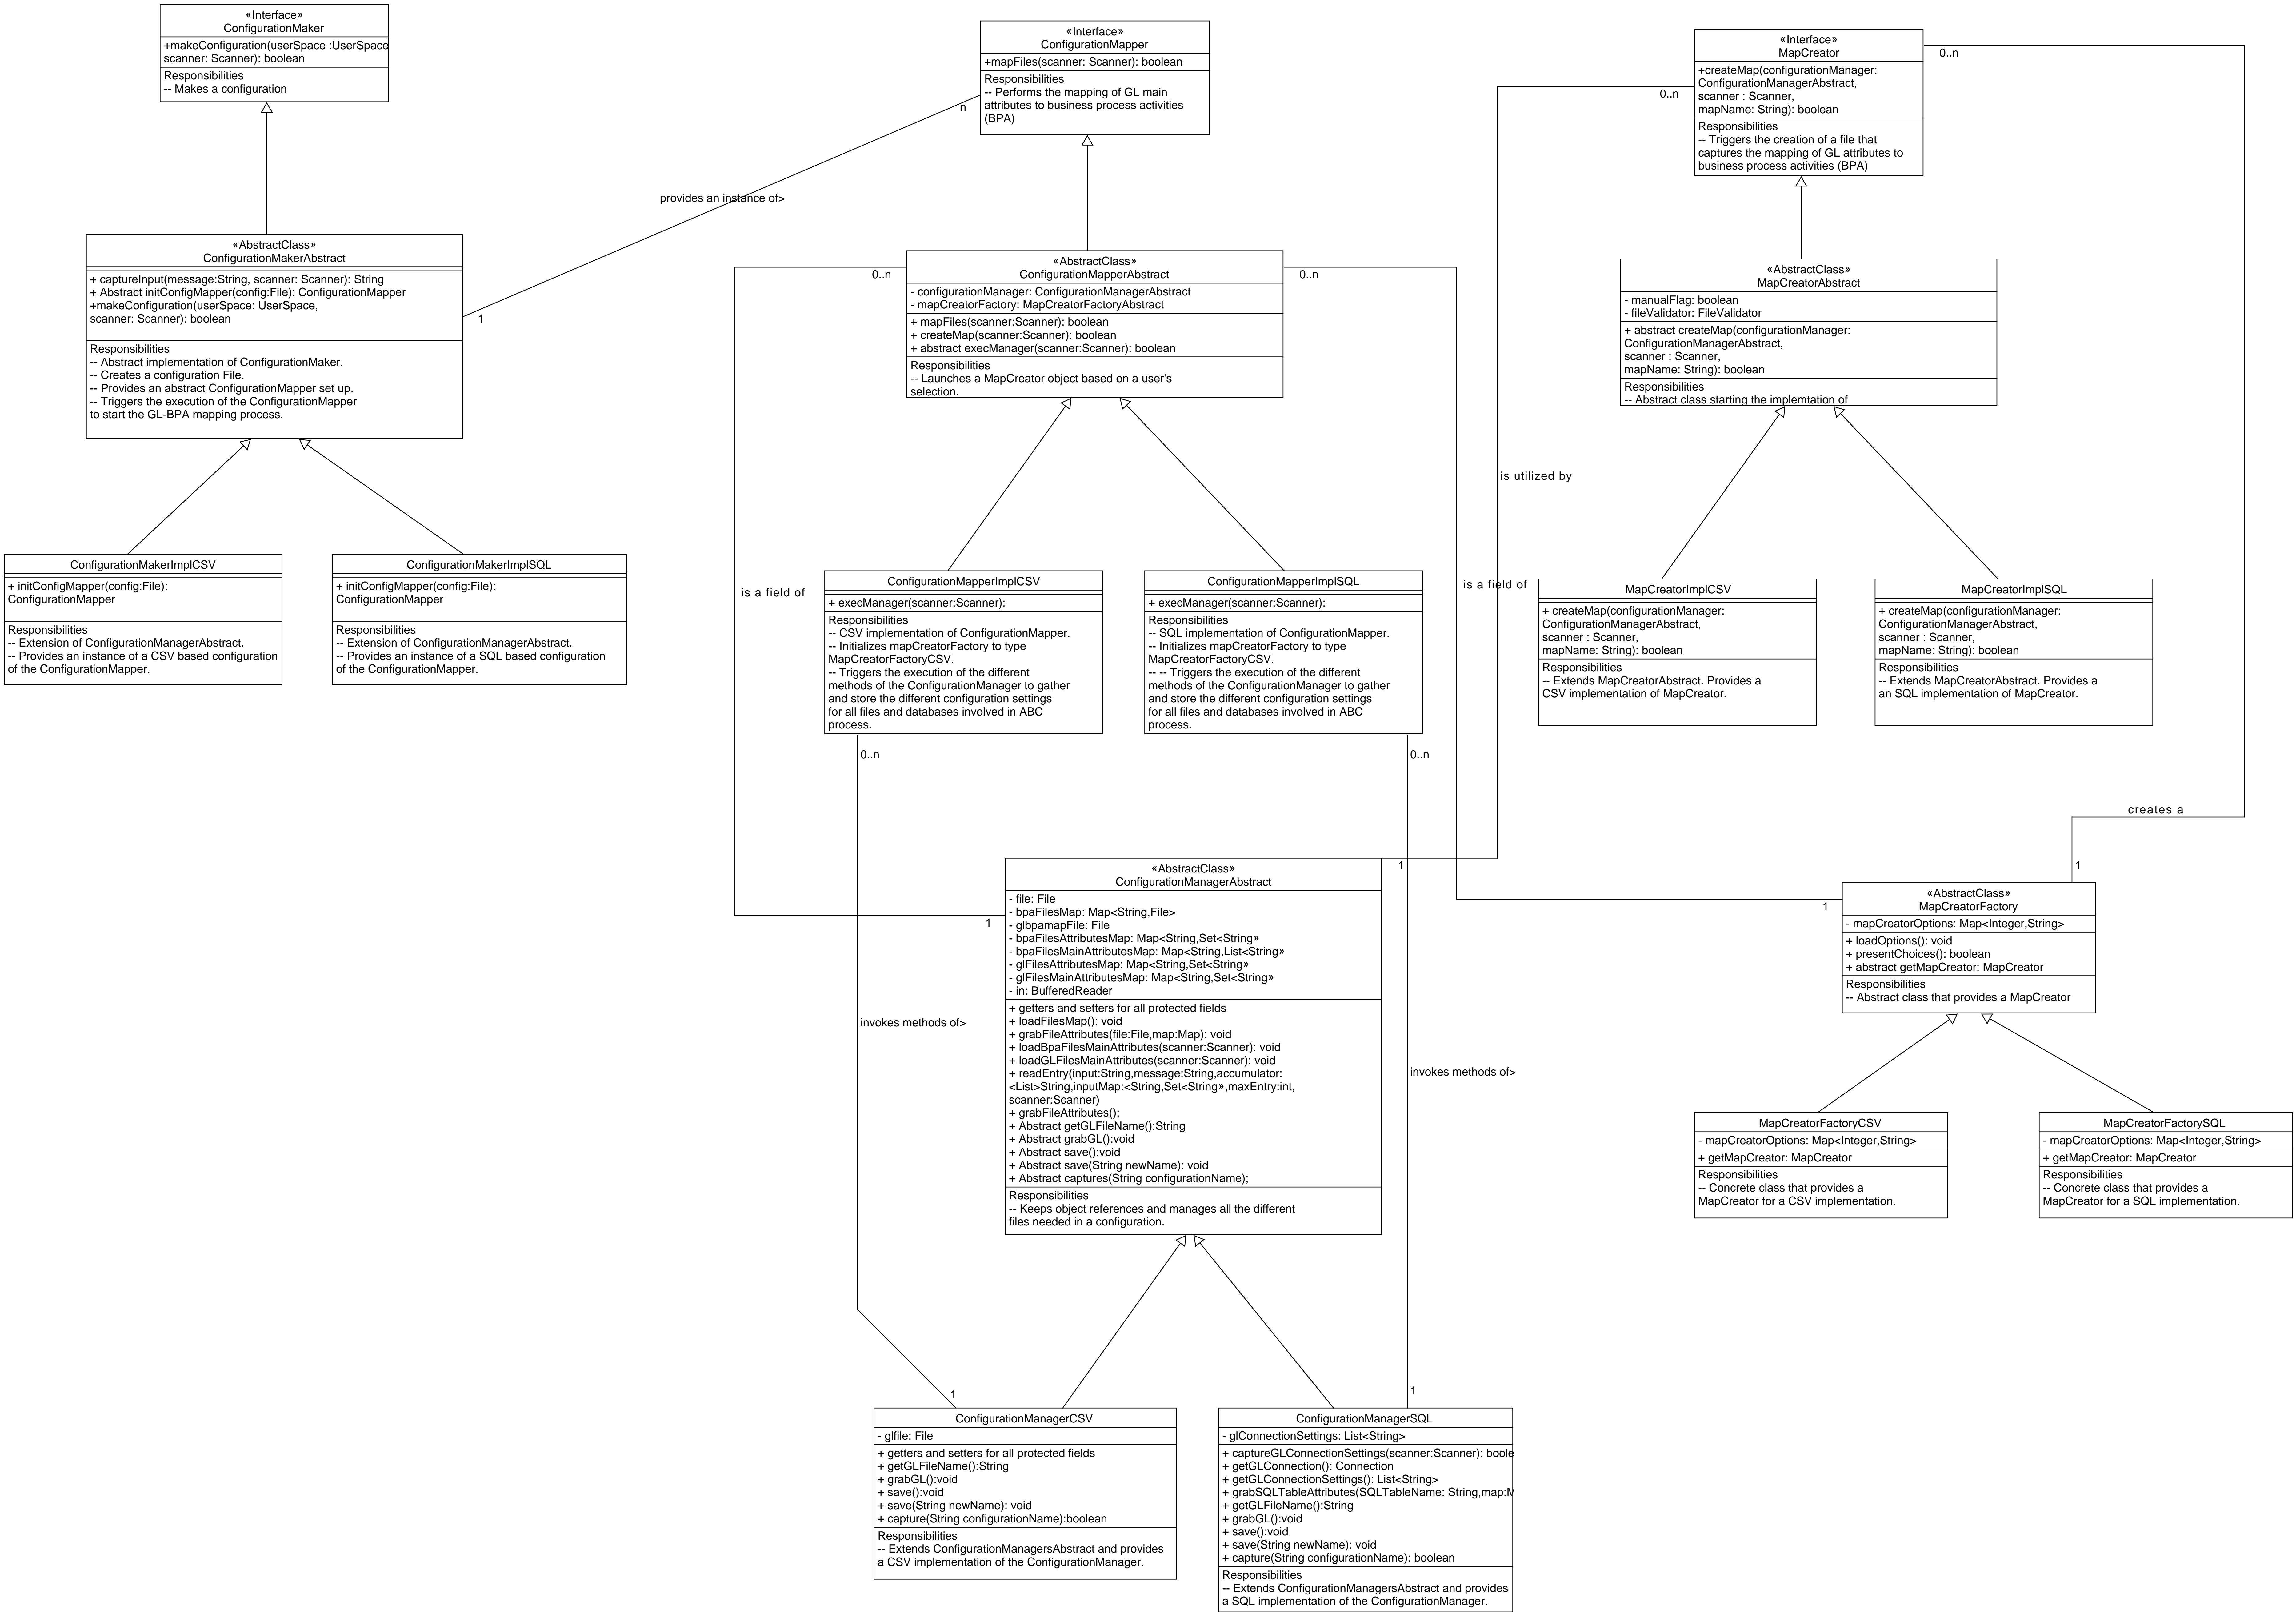 «Interface»
ConfigurationMaker
+makeConfiguration(userSpace :UserSpace
scanner: Scanner): boolean
Responsibilities
-- Makes a configuration
«Interface»
ConfigurationMapper
+mapFiles(scanner: Scanner): boolean
Responsibilities
-- Performs the mapping of GL main
attributes to business process activities
(BPA)
n
«Interface»
MapCreator
+createMap(configurationManager:
ConfigurationManagerAbstract,
scanner : Scanner,
mapName: String): boolean
Responsibilities
-- Triggers the creation of a file that
captures the mapping of GL attributes to
business process activities (BPA)
0..n
0..n
provides an instance of>
«AbstractClass»
ConfigurationMakerAbstract
+ captureInput(message:String, scanner: Scanner): String
+ Abstract initConfigMapper(config:File): ConfigurationMapper
+makeConfiguration(userSpace: UserSpace,
scanner: Scanner): boolean
Responsibilities
-- Abstract implementation of ConfigurationMaker.
-- Creates a configuration File.
-- Provides an abstract ConfigurationMapper set up.
-- Triggers the execution of the ConfigurationMapper
to start the GL-BPA mapping process.
1
0..n
«AbstractClass»
ConfigurationMapperAbstract
- configurationManager: ConfigurationManagerAbstract
- mapCreatorFactory: MapCreatorFactoryAbstract
+ mapFiles(scanner:Scanner): boolean
+ createMap(scanner:Scanner): boolean
+ abstract execManager(scanner:Scanner): boolean
Responsibilities
-- Launches a MapCreator object based on a user's
selection.
0..n
«AbstractClass»
MapCreatorAbstract
- manualFlag: boolean
- fileValidator: FileValidator
+ abstract createMap(configurationManager:
ConfigurationManagerAbstract,
scanner : Scanner,
mapName: String): boolean
Responsibilities
-- Abstract class starting the implemtation of
is utilized by
ConfigurationMakerImplCSV
+ initConfigMapper(config:File):
ConfigurationMapper
Responsibilities
-- Extension of ConfigurationManagerAbstract.
-- Provides an instance of a CSV based configuration
of the ConfigurationMapper.
ConfigurationMakerImplSQL
+ initConfigMapper(config:File):
ConfigurationMapper
Responsibilities
-- Extension of ConfigurationManagerAbstract.
-- Provides an instance of a SQL based configuration
of the ConfigurationMapper.
is a field of
ConfigurationMapperImplCSV
+ execManager(scanner:Scanner):
Responsibilities
-- CSV implementation of ConfigurationMapper.
-- Initializes mapCreatorFactory to type
MapCreatorFactoryCSV.
-- Triggers the execution of the different
methods of the ConfigurationManager to gather
and store the different configuration settings
for all files and databases involved in ABC
process.
0..n
ConfigurationMapperImplSQL
+ execManager(scanner:Scanner):
Responsibilities
-- SQL implementation of ConfigurationMapper.
-- Initializes mapCreatorFactory to type
MapCreatorFactoryCSV.
-- -- Triggers the execution of the different
methods of the ConfigurationManager to gather
and store the different configuration settings
for all files and databases involved in ABC
process.
0..n
is a field of
MapCreatorImplCSV
+ createMap(configurationManager:
ConfigurationManagerAbstract,
scanner : Scanner,
mapName: String): boolean
Responsibilities
-- Extends MapCreatorAbstract. Provides a
CSV implementation of MapCreator.
MapCreatorImplSQL
+ createMap(configurationManager:
ConfigurationManagerAbstract,
scanner : Scanner,
mapName: String): boolean
Responsibilities
-- Extends MapCreatorAbstract. Provides a
an SQL implementation of MapCreator.
creates a
1
«AbstractClass»
ConfigurationManagerAbstract
- file: File
- bpaFilesMap: Map<String,File>
- glbpamapFile: File
- bpaFilesAttributesMap: Map<String,Set<String»
- bpaFilesMainAttributesMap: Map<String,List<String»
- glFilesAttributesMap: Map<String,Set<String»
- glFilesMainAttributesMap: Map<String,Set<String»
- in: BufferedReader
+ getters and setters for all protected fields
+ loadFilesMap(): void
+ grabFileAttributes(file:File,map:Map): void
+ loadBpaFilesMainAttributes(scanner:Scanner): void
+ loadGLFilesMainAttributes(scanner:Scanner): void
+ readEntry(input:String,message:String,accumulator:
<List>String,inputMap:<String,Set<String»,maxEntry:int,
scanner:Scanner)
+ grabFileAttributes();
+ Abstract getGLFileName():String
+ Abstract grabGL():void
+ Abstract save():void
+ Abstract save(String newName): void
+ Abstract captures(String configurationName);
Responsibilities
-- Keeps object references and manages all the different
files needed in a configuration.
1
1
1
«AbstractClass»
MapCreatorFactory
- mapCreatorOptions: Map<Integer,String>
+ loadOptions(): void
+ presentChoices(): boolean
+ abstract getMapCreator: MapCreator
Responsibilities
-- Abstract class that provides a MapCreator
invokes methods of>
invokes methods of>
MapCreatorFactoryCSV
- mapCreatorOptions: Map<Integer,String>
+ getMapCreator: MapCreator
Responsibilities
-- Concrete class that provides a
MapCreator for a CSV implementation.
MapCreatorFactorySQL
- mapCreatorOptions: Map<Integer,String>
+ getMapCreator: MapCreator
Responsibilities
-- Concrete class that provides a
MapCreator for a SQL implementation.
1
ConfigurationManagerCSV
- glfile: File
+ getters and setters for all protected fields
+ getGLFileName():String
+ grabGL():void
+ save():void
+ save(String newName): void
+ capture(String configurationName):boolean
Responsibilities
-- Extends ConfigurationManagersAbstract and provides
a CSV implementation of the ConfigurationManager.
1
ConfigurationManagerSQL
- glConnectionSettings: List<String>
+ captureGLConnectionSettings(scanner:Scanner): boole
+ getGLConnection(): Connection
+ getGLConnectionSettings(): List<String>
+ grabSQLTableAttributes(SQLTableName: String,map:M
+ getGLFileName():String
+ grabGL():void
+ save():void
+ save(String newName): void
+ capture(String configurationName): boolean
Responsibilities
-- Extends ConfigurationManagersAbstract and provides
a SQL implementation of the ConfigurationManager.